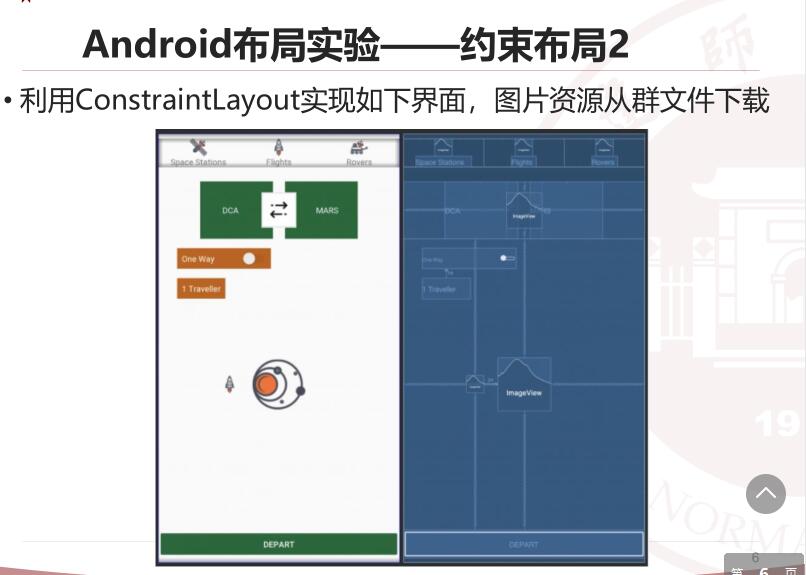 Android布局实验——约束布局2
• 利用ConstraintLayout实现如下界面，图片资源从群文件下载
Space Stations Flights Rovers
Space Stations Flights Rovers
DCA MARS
DCA ImageView
One Way
One Way
1 Traveller
1 Traveller
ImageView
DEPART
DEPART
師
19
NORMA
6
第 6 页